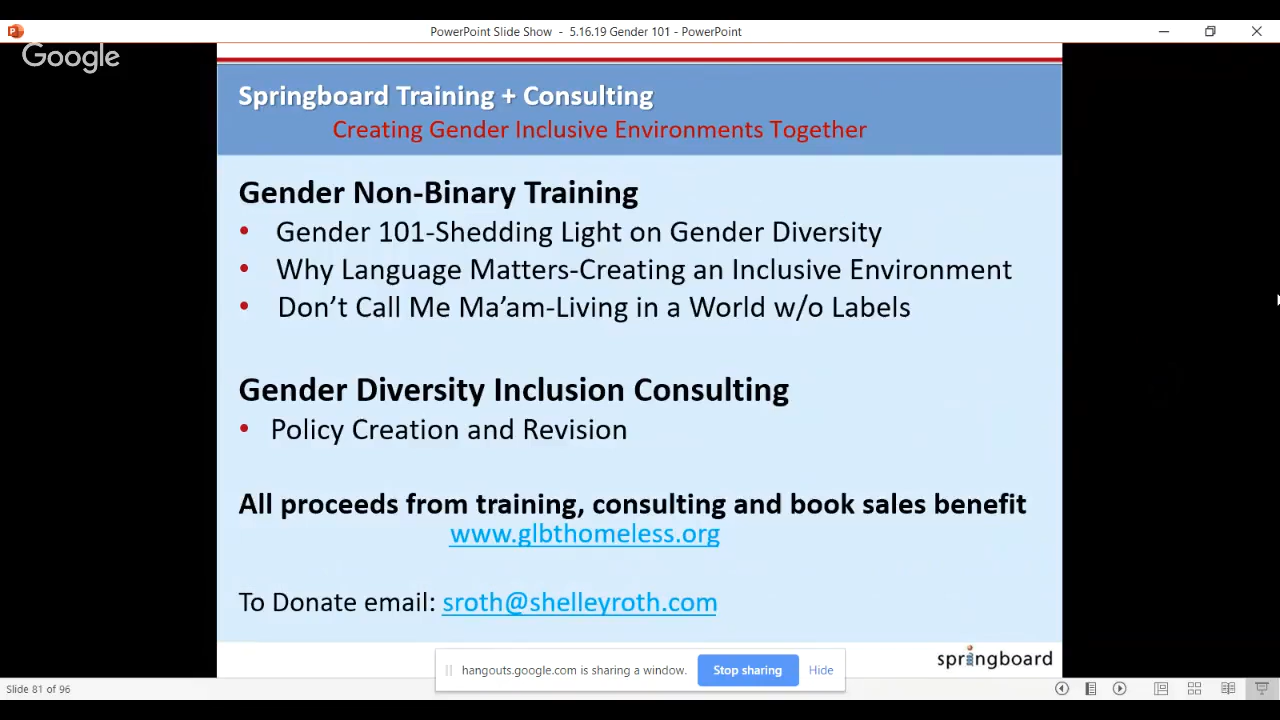 PowerPoint Slide Show - 5.16.19 Gender 101 - PowerPoint
Google
Springboard Training + Consulting
Creating Gender Inclusive Environments Together
Gender Non-Binary Training
• Gender 101-Shedding Light on Gender Diversity
• Why Language Matters-Creating an Inclusive Environment
• Don’t Call Me Ma’am-Living in a World w/o Labels
Gender Diversity Inclusion Consulting
• Policy Creation and Revision
All proceeds from training, consulting and book sales benefit
www.glbthomeless.org
To Donate email: sroth@shelleyroth.com
springboard
hangouts.google.com is sharing a window. Stop sharing Hide
Slide 81 of 96